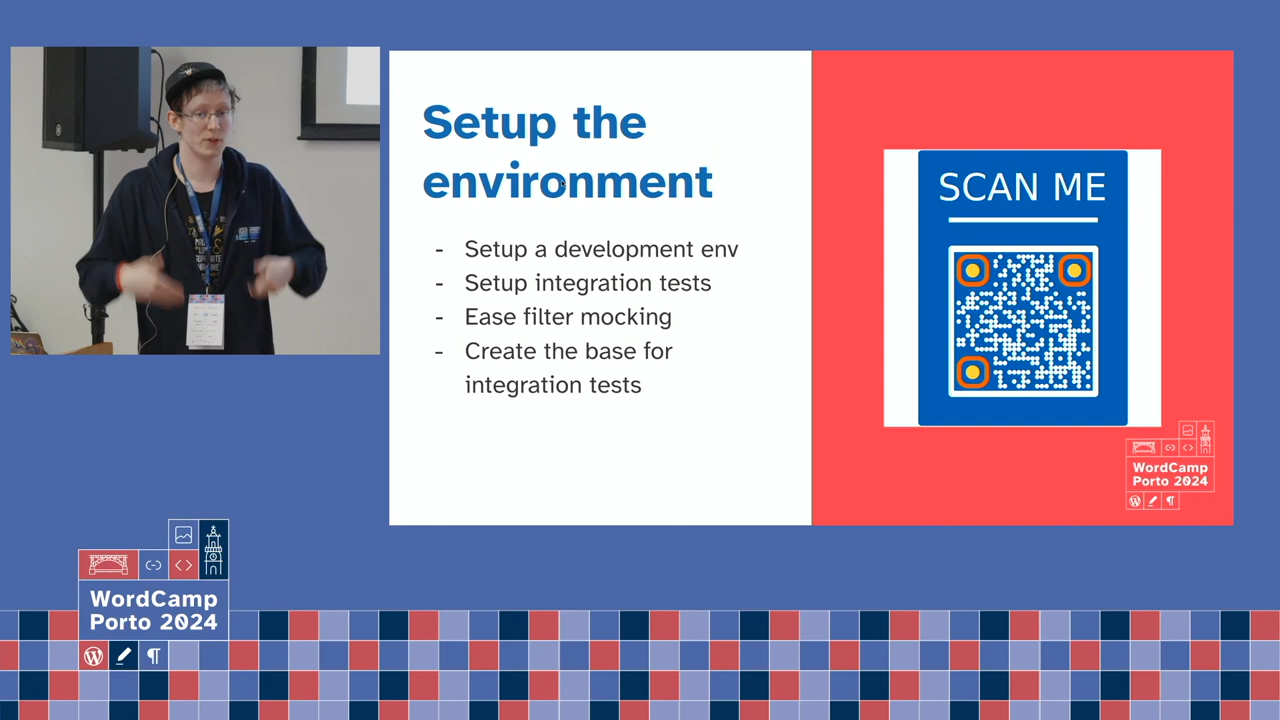 Setup the
environment
- Setup a development env
- Setup integration tests
- Ease filter mocking
- Create the base for
integration tests
SCAN ME
WordCamp
Porto 2024
WordCamp
Porto 2024